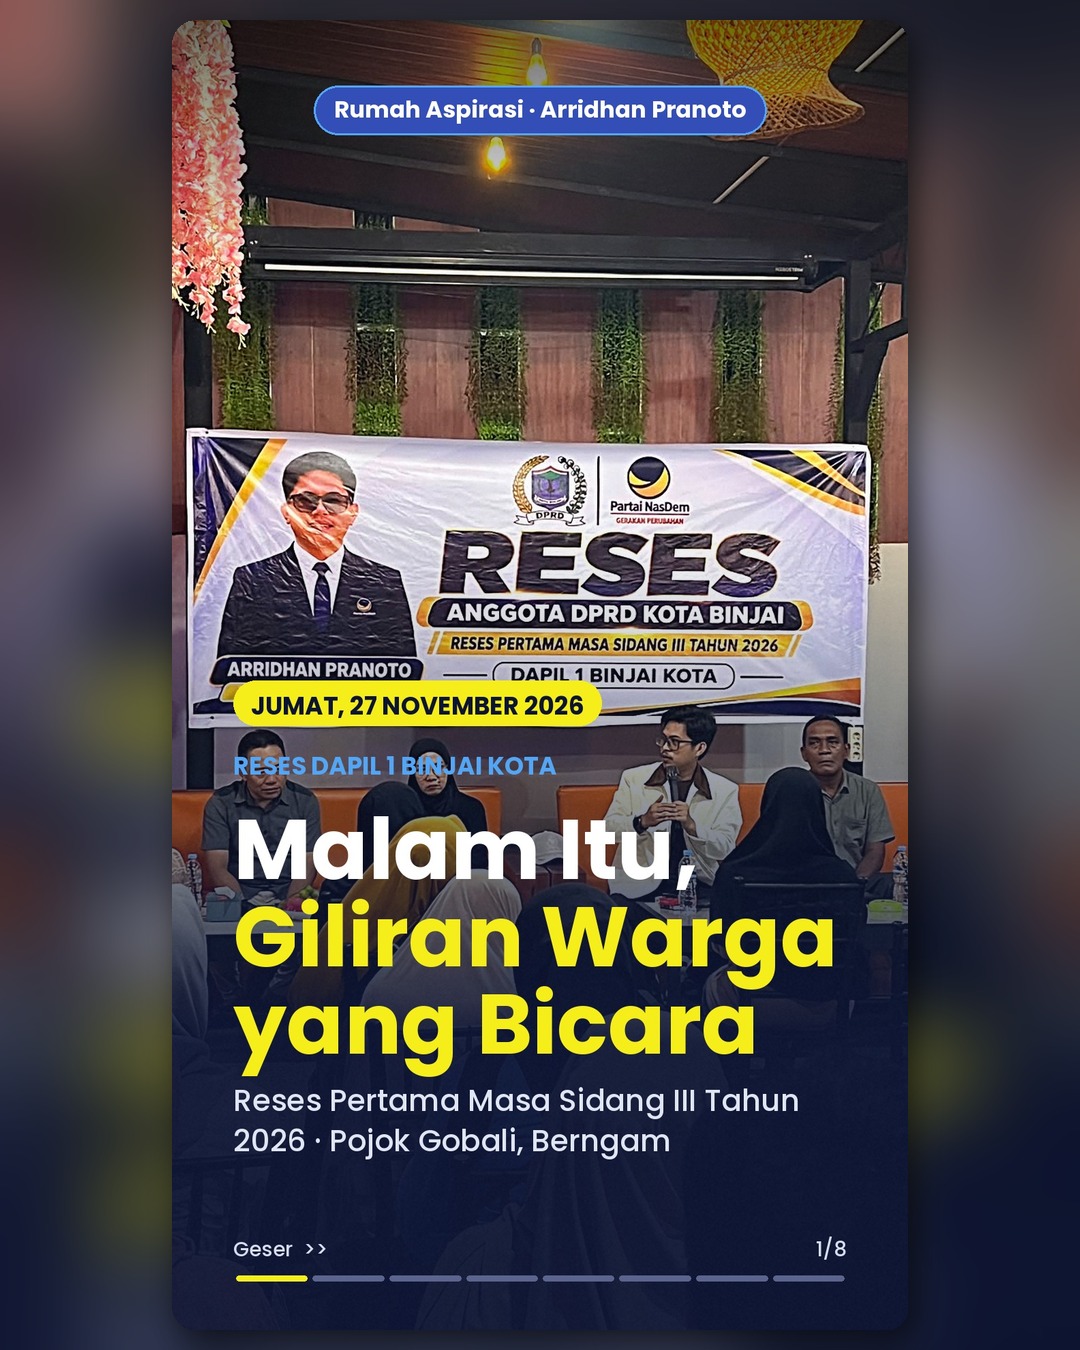 Rumah Aspirasi · Arridhan Pranoto
DPRD
Partai NasDem
GERAKAN PERUBAHAN
RESES
ANGGOTA DPRD KOTA BINJAI
RESES PERTAMA MASA SIDANG III TAHUN 2026
ARRIDHAN PRANOTO
DAPIL 1 BINJAI KOTA
JUMAT, 27 NOVEMBER 2026
RESES DAPIL 1 BINJAI KOTA
Malam Itu,
Giliran Warga
yang Bicara
Reses Pertama Masa Sidang III Tahun
2026 · Pojok Gobali, Berngam
Geser >>
1/8